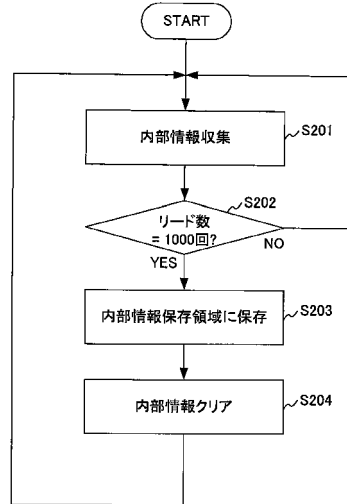 START
内部情報収集
S201
リード数
= 1000回?
S202
NO
YES
内部情報保存領域に保存
S203
内部情報クリア
S204